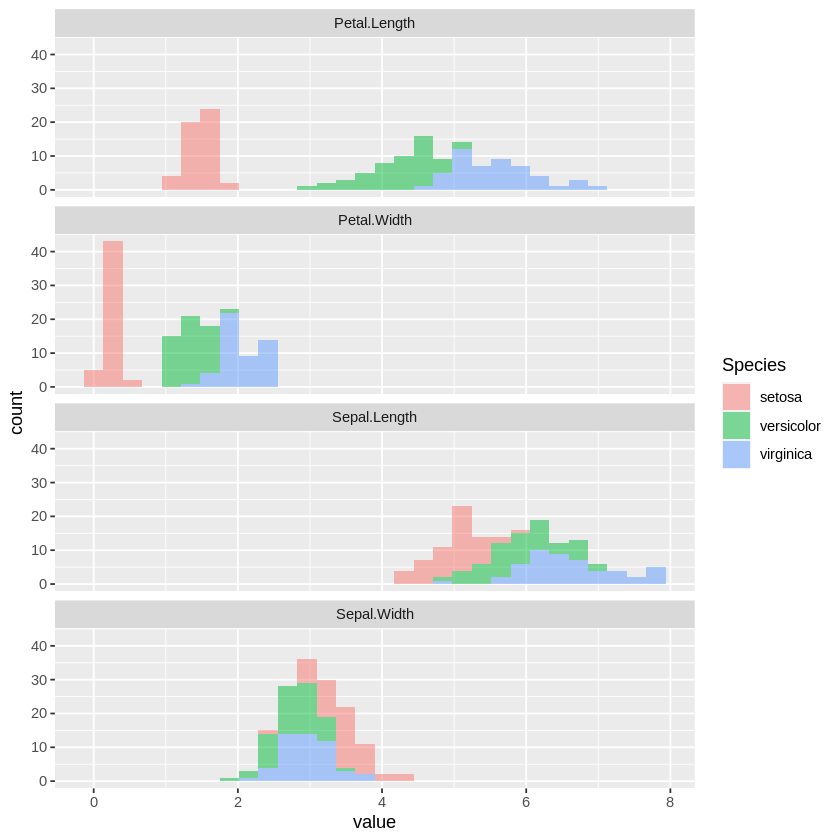 Petal.Length
40
30
20
10
0
Petal.Width
40
30
20
10
0
Sepal.Length
40
30
20
10
0
Sepal.Width
40
30
20
10
0
0 2 4 6 8
value
count
Species
setosa
versicolor
virginica